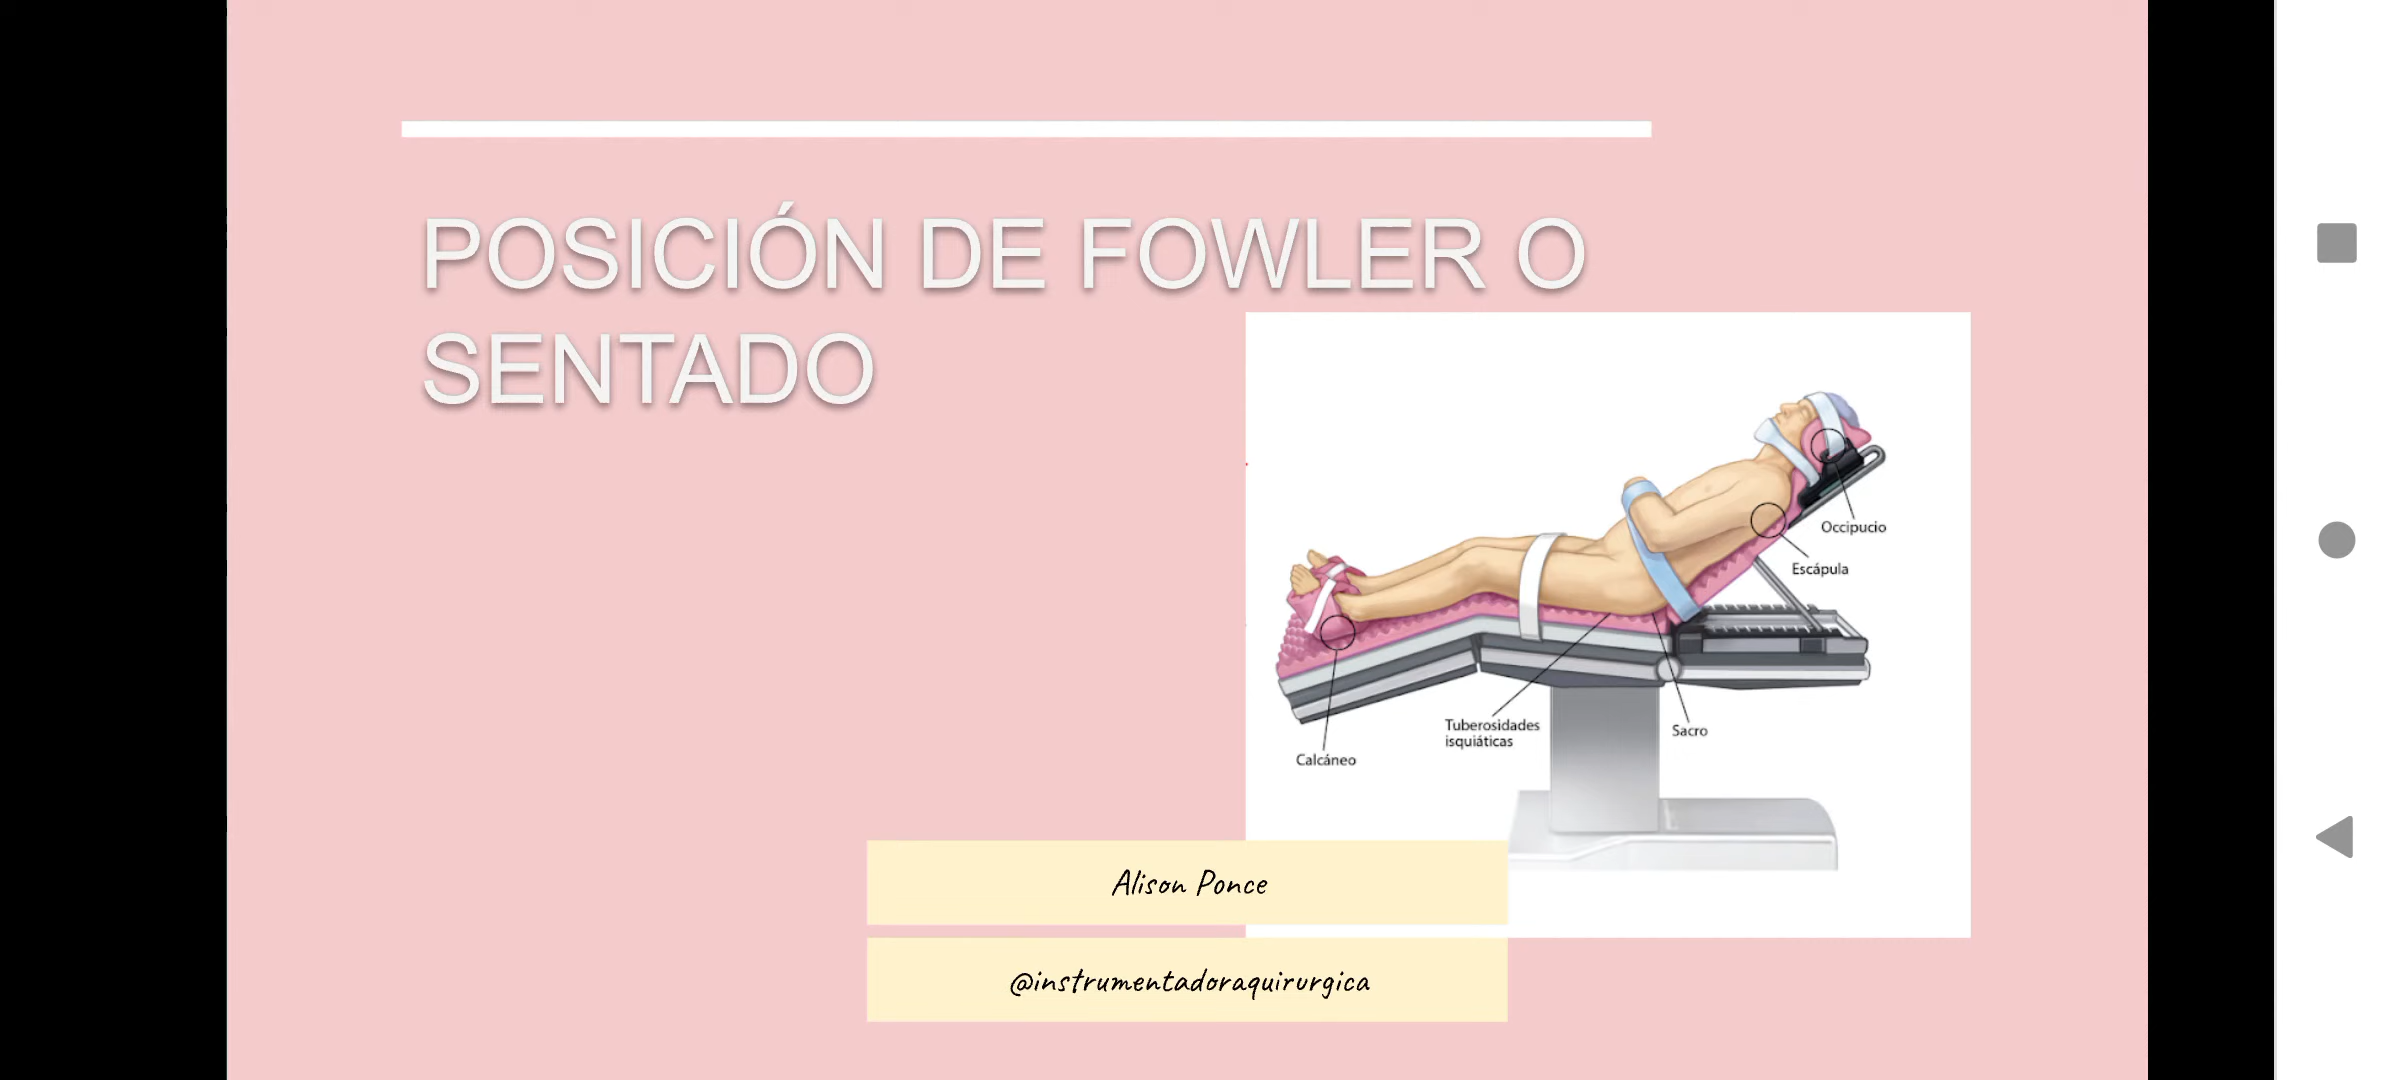 POSICIÓN DE FOWLER O
SENTADO
Occipucio
Escápula
Tuberosidades
isquiáticas
Sacro
Calcáneo
Alison Ponce
@instrumentadoraquirurgica